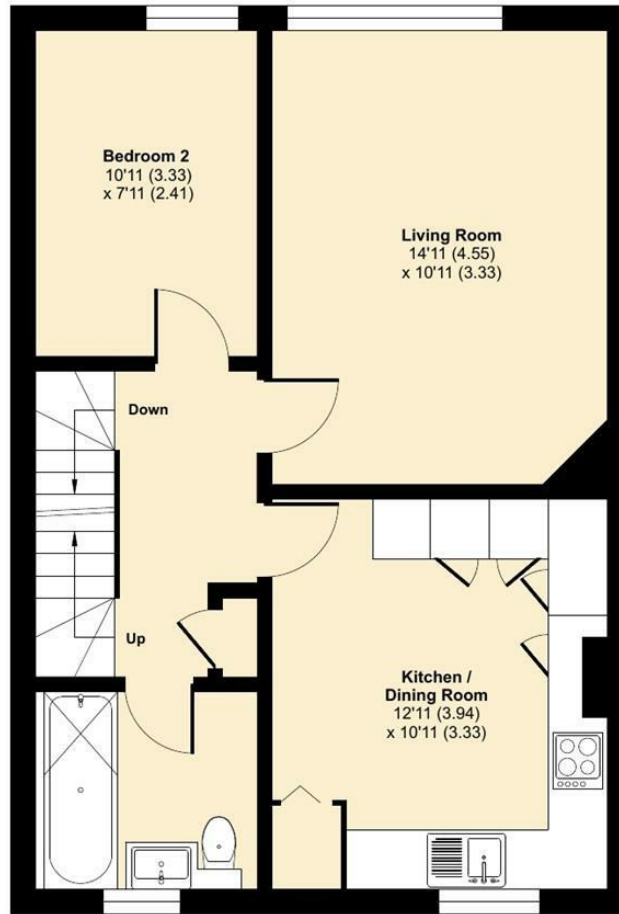 Bedroom 2
10'11 (3.33)
x 7'11 (2.41)
Living Room
14'11 (4.55)
x 10'11 (3.33)
Down
Up
Kitchen /
Dining Room
12'11 (3.94)
x 10'11 (3.33)